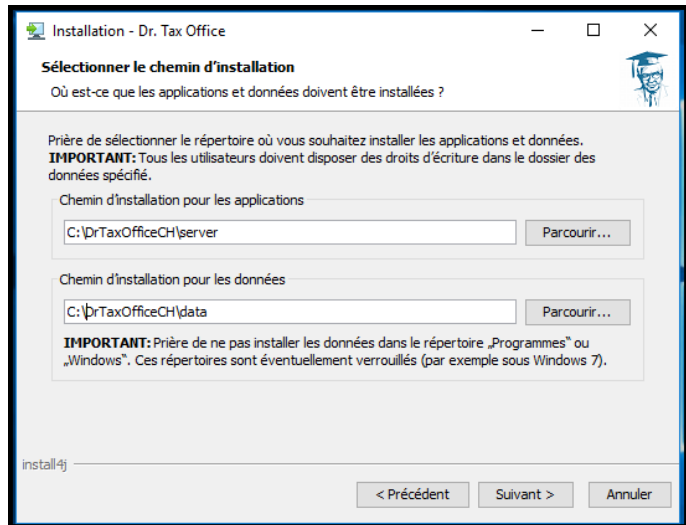 Installation - Dr. Tax Office
Sélectionner le chemin d'installation
Où est-ce que les applications et données doivent être installées ?
Prière de sélectionner le répertoire où vous souhaitez installer les applications et données.
IMPORTANT: Tous les utilisateurs doivent disposer des droits d'écriture dans le dossier des
données spécifié.
Chemin d'installation pour les applications
C:\DrTaxOfficeCH\server
Parcourir...
Chemin d'installation pour les données
C:\DrTaxOfficeCH\data
Parcourir...
IMPORTANT: Prière de ne pas installer les données dans le répertoire „Programmes“ ou
„Windows“. Ces répertoires sont éventuellement verrouillés (par exemple sous Windows 7).
install4j
< Précédent
Suivant >
Annuler